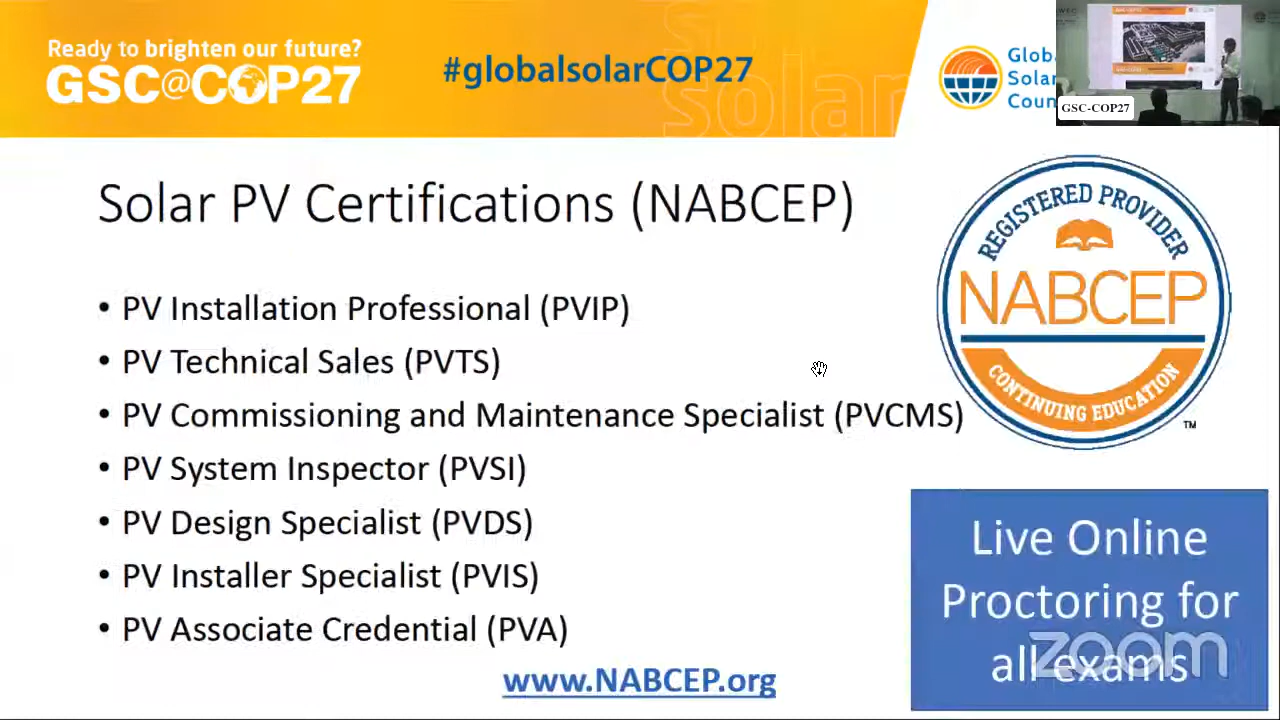 Ready to brighten our future?
GSC@COP27
#globalsolarCOP27
solar
Solar
GSC-COP27
Solar PV Certifications (NABCEP)
• PV Installation Professional (PVIP)
• PV Technical Sales (PVTS)
• PV Commissioning and Maintenance Specialist (PVCMS)
• PV System Inspector (PVSI)
• PV Design Specialist (PVDS)
• PV Installer Specialist (PVIS)
• PV Associate Credential (PVA)
www.NABCEP.org
REGISTERED PROVIDER
NABCEP
CONTINUING EDUCATION
TM
Live Online
Proctoring for
all exams
zoom